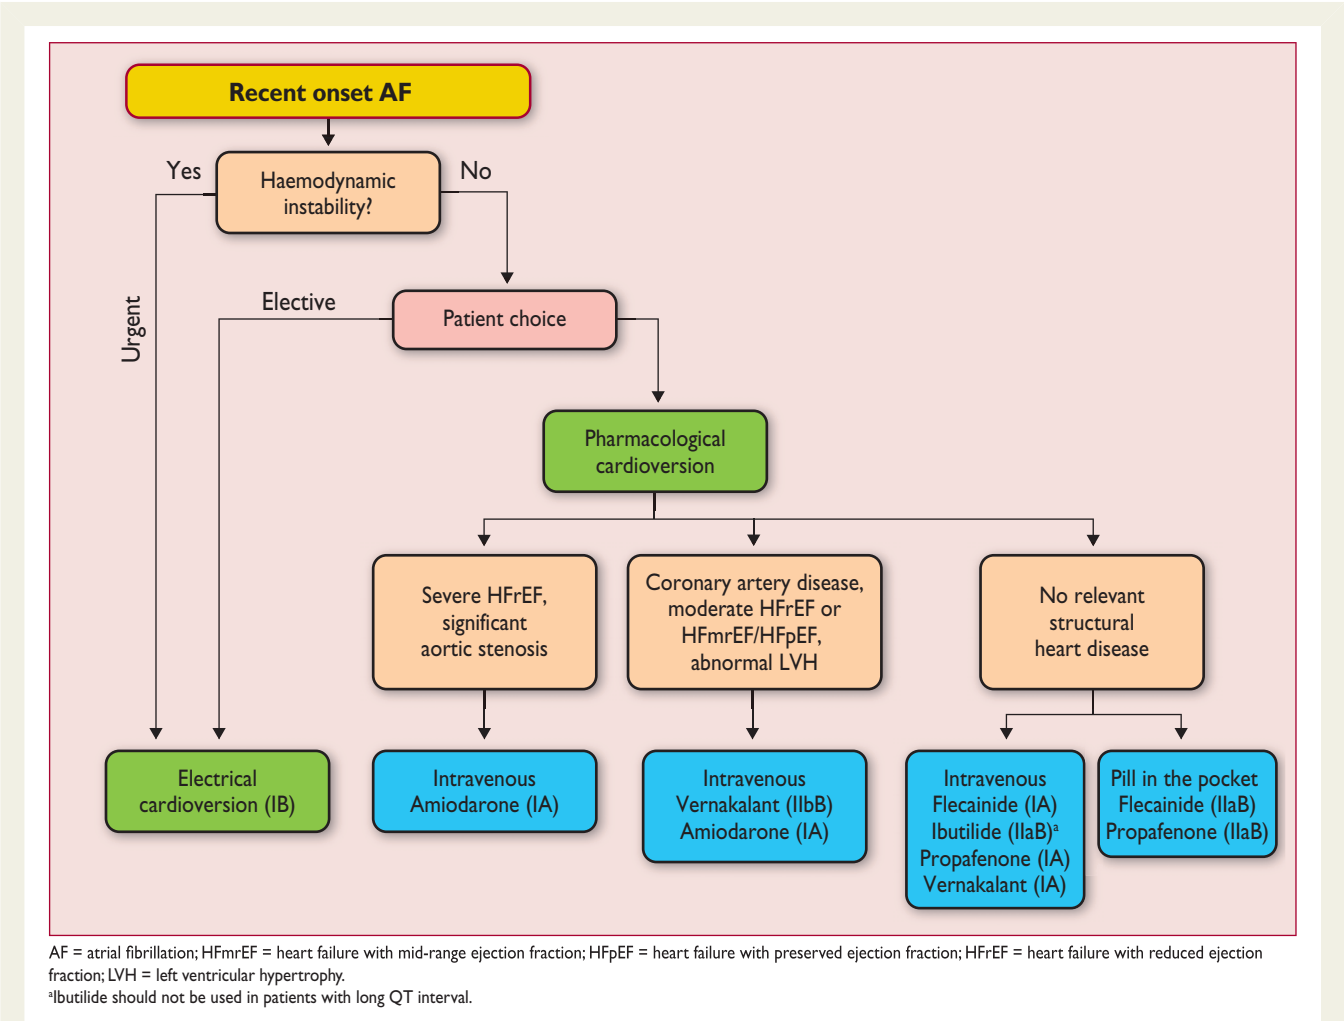 Recent onset AF
Yes
No
Haemodynamic
instability?
Urgent
Elective
Patient choice
Pharmacological
cardioversion
Severe HFrEF,
significant
aortic stenosis
Coronary artery disease,
moderate HFrEF or
HFmrEF/HFpEF,
abnormal LVH
No relevant
structural
heart disease
Electrical
cardioversion (IB)
Intravenous
Amiodarone (IA)
Intravenous
Vernakalant (IIbB)
Amiodarone (IA)
Intravenous
Flecainide (IA)
Ibutilide (IIaB)ᵃ
Propafenone (IA)
Vernakalant (IA)
Pill in the pocket
Flecainide (IIaB)
Propafenone (IIaB)
AF = atrial fibrillation; HFmrEF = heart failure with mid-range ejection fraction; HFpEF = heart failure with preserved ejection fraction; HFrEF = heart failure with reduced ejection
fraction; LVH = left ventricular hypertrophy.
ᵃIbutilide should not be used in patients with long QT interval.